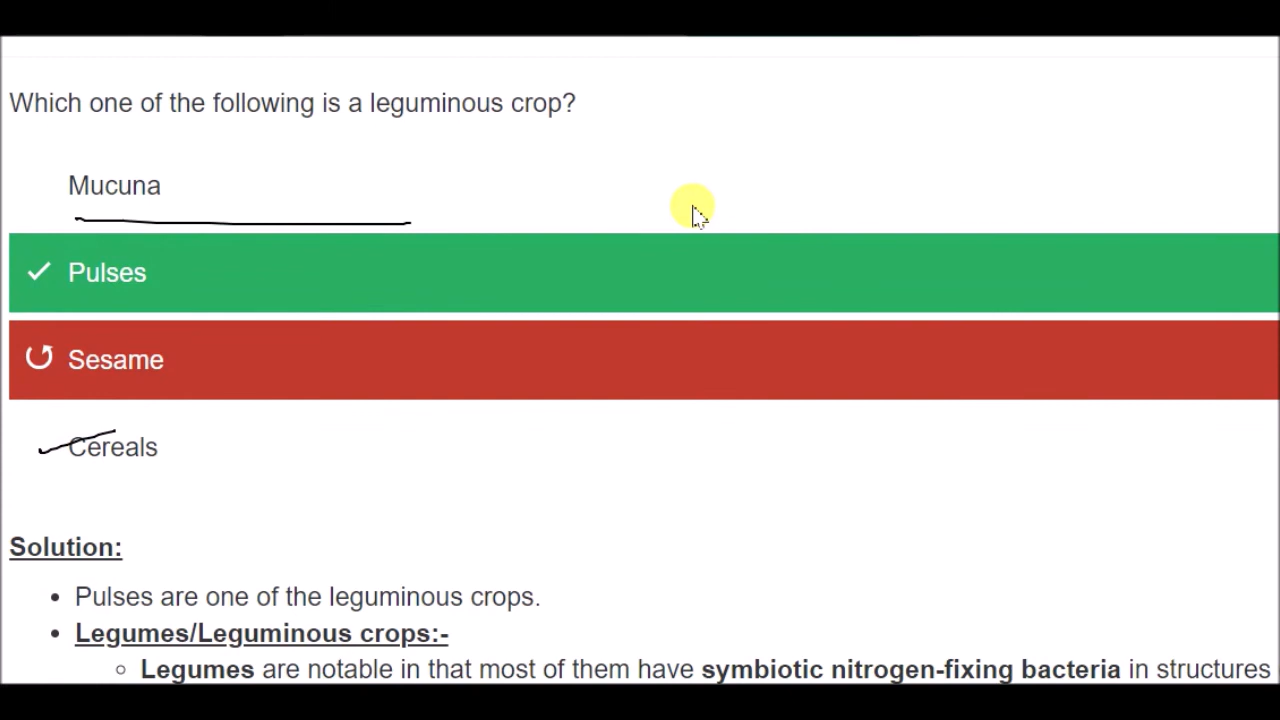 Which one of the following is a leguminous crop?
Mucuna
Pulses
Sesame
Cereals
Solution:
Pulses are one of the leguminous crops.
Legumes/Leguminous crops:-
Legumes are notable in that most of them have symbiotic nitrogen-fixing bacteria in structures